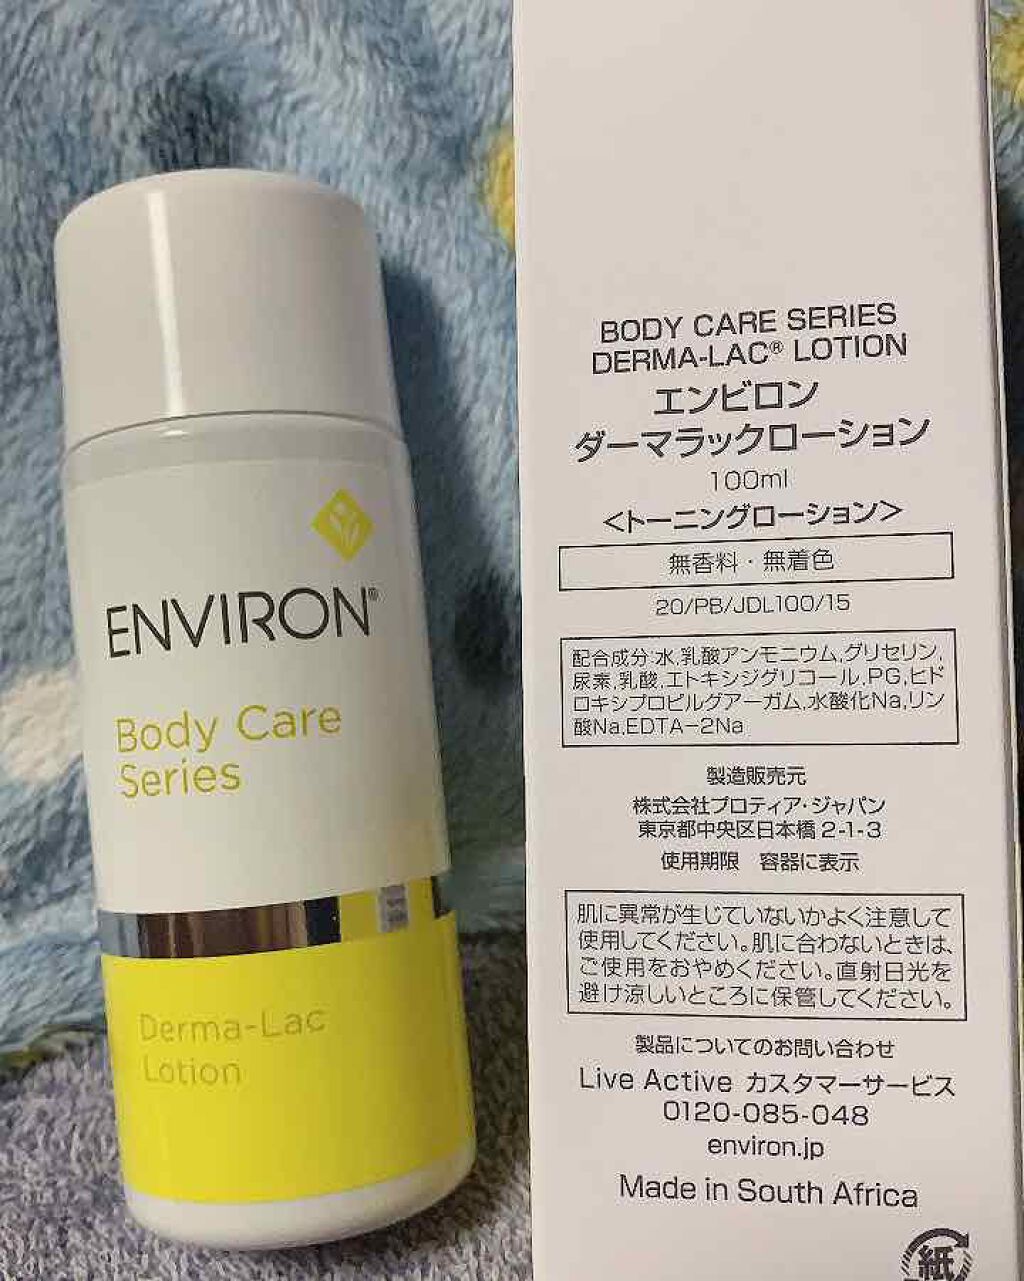 ENVIRON®
Body Care
Series
Derma-Lac
Lotion
BODY CARE SERIES
DERMA-LAC® LOTION
エンビロン
ダーマラックローション
100ml
<トーニングローション>
無香料・無着色
20/PB/JDL100/15
配合成分:水,乳酸アンモニウム,グリセリン,
尿素,乳酸,エトキシジグリコール,PG,ヒド
ロキシプロピルグアーガム,水酸化Na,リン
酸Na,EDTA-2Na
製造販売元
株式会社プロティア・ジャパン
東京都中央区日本橋2-1-3
使用期限 容器に表示
肌に異常が生じていないかよく注意して
使用してください。肌に合わないときは、
ご使用をおやめください。直射日光を
避け涼しいところに保管してください。
製品についてのお問い合わせ
Live Active カスタマーサービス
0120-085-048
environ.jp
Made in South Africa
紙